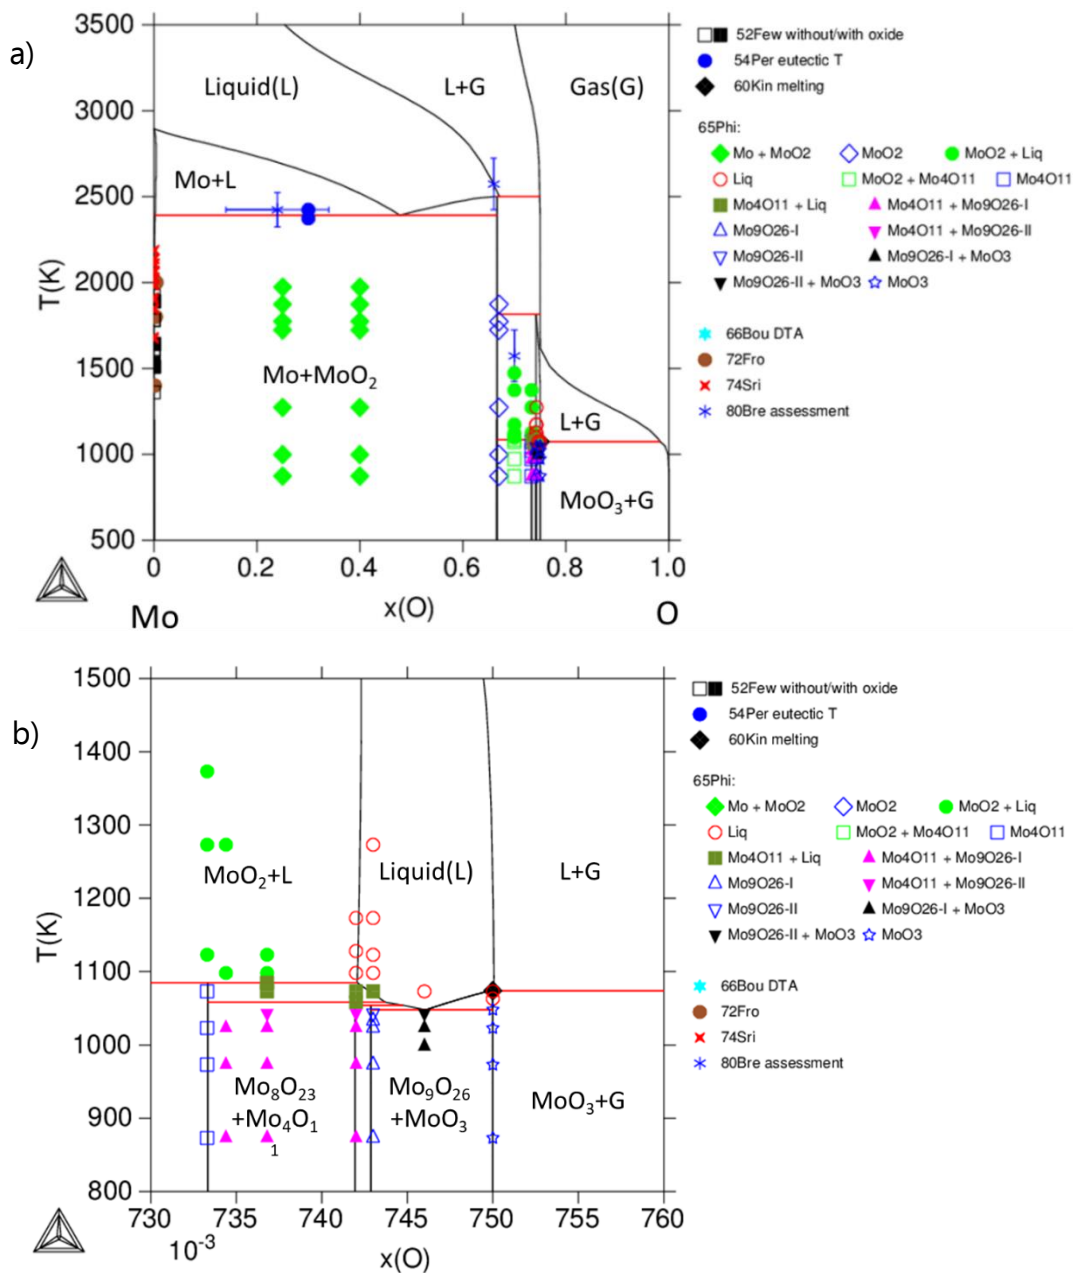 a)
3500
3000
2500
2000
1500
1000
500
T(K)
Liquid(L)
L+G
Gas(G)
Mo+L
Mo+MoO2
L+G
MoO3+G
0
0.2
0.4
0.6
0.8
1.0
x(O)
Mo
O
52Few without/with oxide
54Per eutectic T
60Kin melting
65Phi:
Mo + MoO2
MoO2
MoO2 + Liq
Liq
MoO2 + Mo4O11
Mo4O11
Mo4O11 + Liq
Mo4O11 + Mo9O26-I
Mo9O26-I
Mo4O11 + Mo9O26-II
Mo9O26-II
Mo9O26-I + MoO3
Mo9O26-II + MoO3
MoO3
66Bou DTA
72Fro
74Sri
80Bre assessment
b)
1500
1400
1300
1200
1100
1000
900
800
T(K)
MoO2+L
Liquid(L)
L+G
Mo8O23
+Mo4O1
1
Mo9O26
+MoO3
MoO3+G
730
735
740
745
750
755
760
10-3
x(O)
52Few without/with oxide
54Per eutectic T
60Kin melting
65Phi:
Mo + MoO2
MoO2
MoO2 + Liq
Liq
MoO2 + Mo4O11
Mo4O11
Mo4O11 + Liq
Mo4O11 + Mo9O26-I
Mo9O26-I
Mo4O11 + Mo9O26-II
Mo9O26-II
Mo9O26-I + MoO3
Mo9O26-II + MoO3
MoO3
66Bou DTA
72Fro
74Sri
80Bre assessment